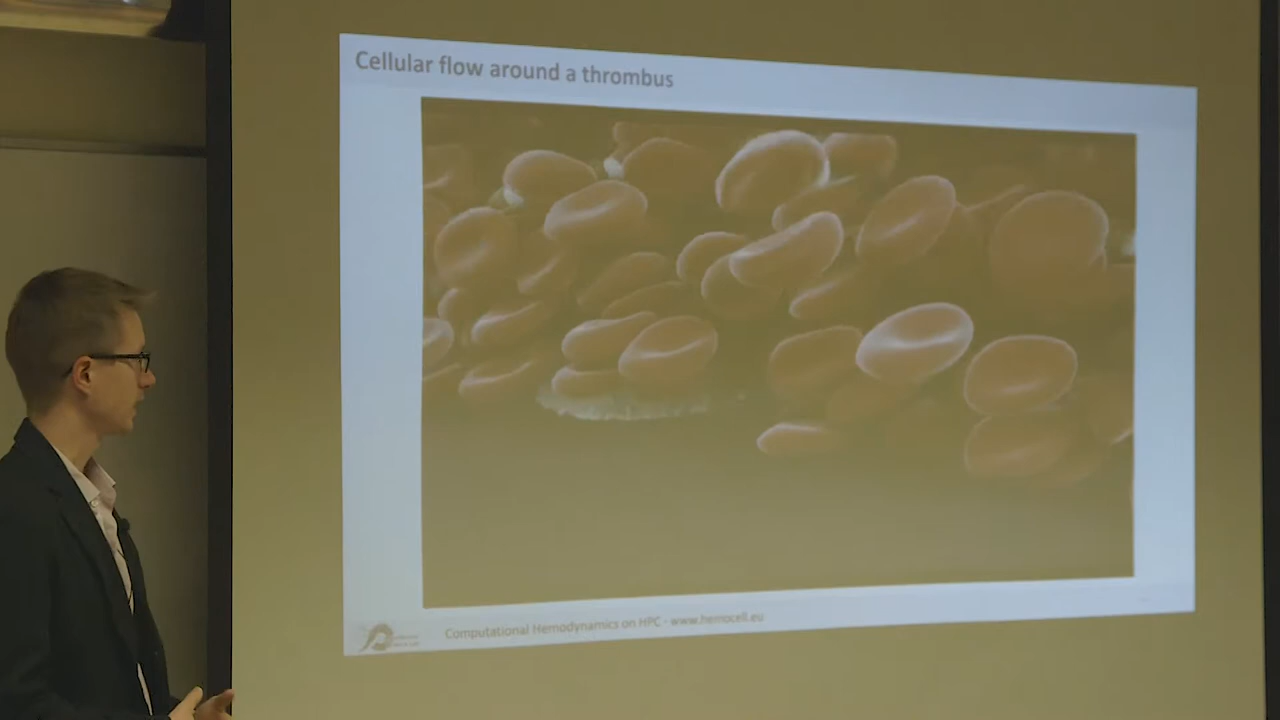 Cellular flow around a thrombus
Computational Hemodynamics on HPC - www.hemocell.eu